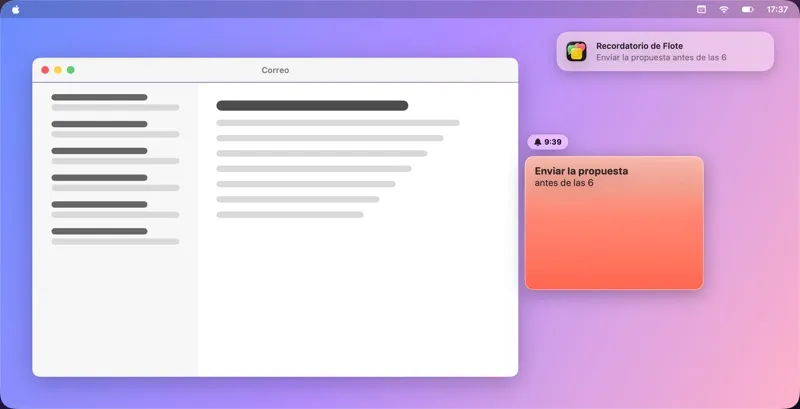 17:37
Recordatorio de Flote
Enviar la propuesta antes de las 6
Correo
9:39
Enviar la propuesta
antes de las 6